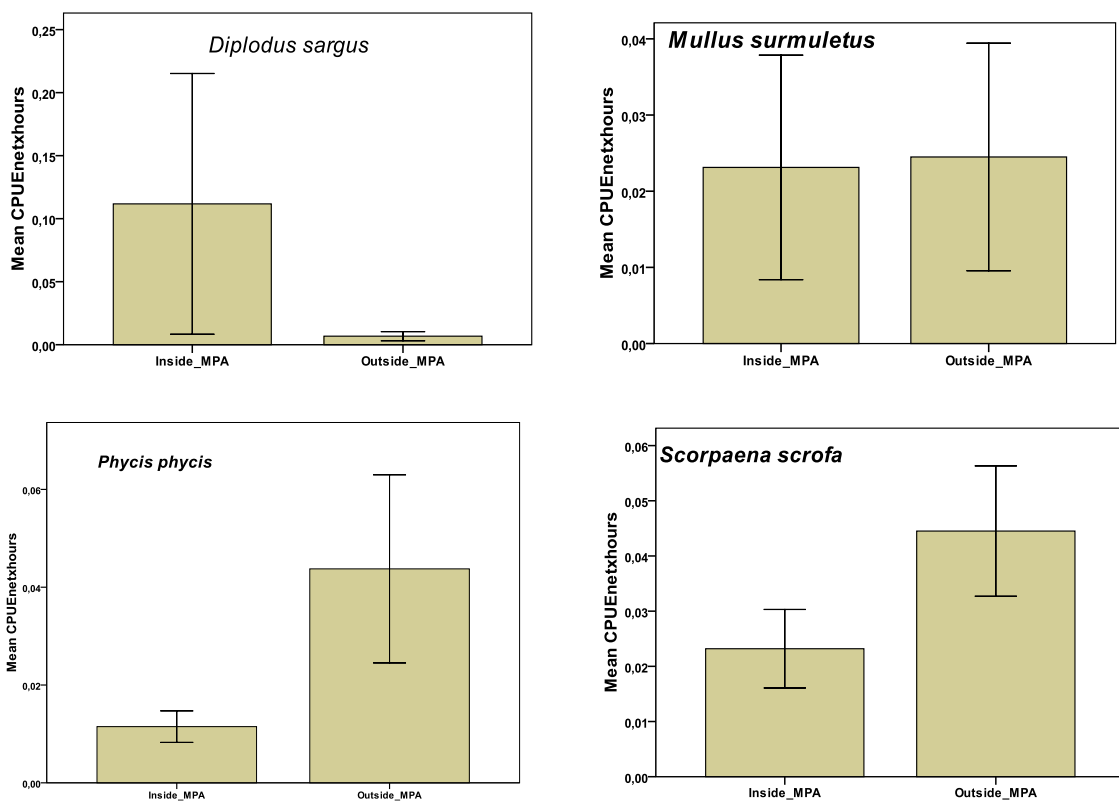 Diplodus sargus
Mean CPUEnetxhours
0,25
0,20
0,15
0,10
0,05
0,00
Inside_MPA Outside_MPA
Mullus surmuletus
Mean CPUEnetxhours
0,04
0,03
0,02
0,01
0,00
Inside_MPA Outside_MPA
Phycis phycis
Mean CPUEnetxhours
0,06
0,04
0,02
0,00
Inside_MPA Outside_MPA
Scorpaena scrofa
Mean CPUEnetxhours
0,06
0,05
0,04
0,03
0,02
0,01
0,00
Inside_MPA Outside_MPA